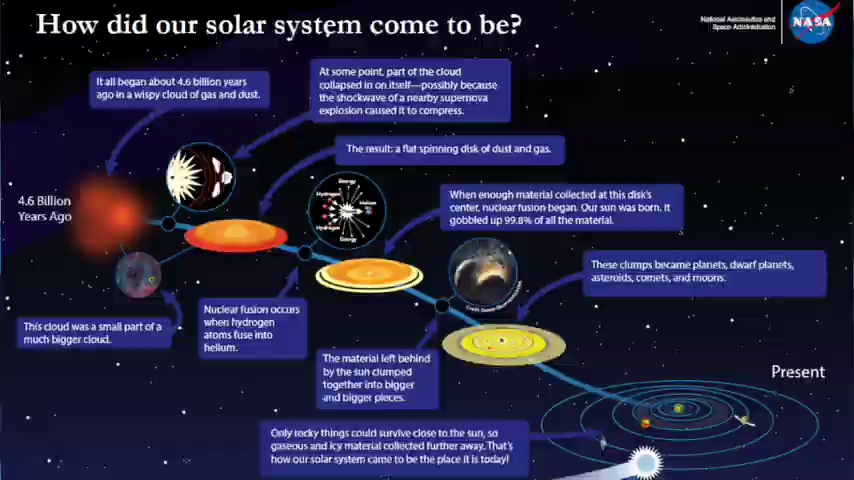 How did our solar system come to be?
National Aeronautics and
Space Administration
NASA
It all began about 4.6 billion years
ago in a wispy cloud of gas and dust.
At some point, part of the cloud
collapsed in on itself—possibly because
the shockwave of a nearby supernova
explosion caused it to compress.
The result: a flat spinning disk of dust and gas.
4.6 Billion
Years Ago
Energy
Hydrogen
Helium
Hydrogen
Energy
When enough material collected at this disk's
center, nuclear fusion began. Our sun was born. It
gobbled up 99.8% of all the material.
These clumps became planets, dwarf planets,
asteroids, comets, and moons.
This cloud was a small part of a
much bigger cloud.
Nuclear fusion occurs
when hydrogen
atoms fuse into
helium.
The material left behind
by the sun clumped
together into bigger
and bigger pieces.
Present
Only rocky things could survive close to the sun, so
gaseous and icy material collected further away. That's
how our solar system came to be the place it is today!